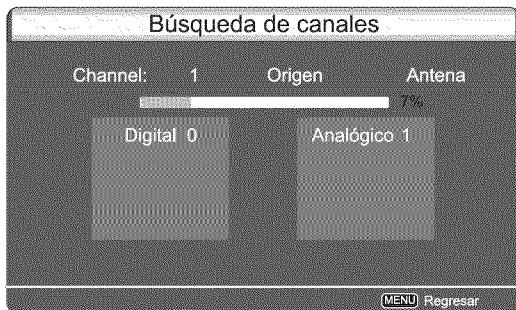 Búsqueda de canales
Channel: 1 Origen Antena
7%
Digital 0 Analógico 1
MENU Regresar